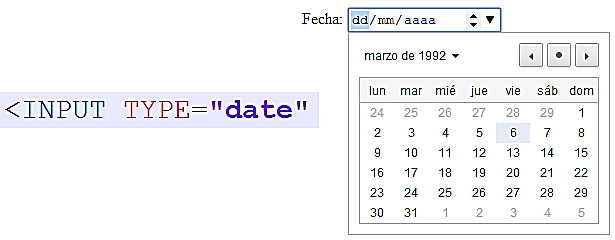 Fecha: dd/mm/aaaa
marzo de 1992
<INPUT TYPE="date"
lun mar mié jue vie sáb dom
24 25 26 27 28 29 1
2 3 4 5 6 7 8
9 10 11 12 13 14 15
16 17 18 19 20 21 22
23 24 25 26 27 28 29
30 31 1 2 3 4 5